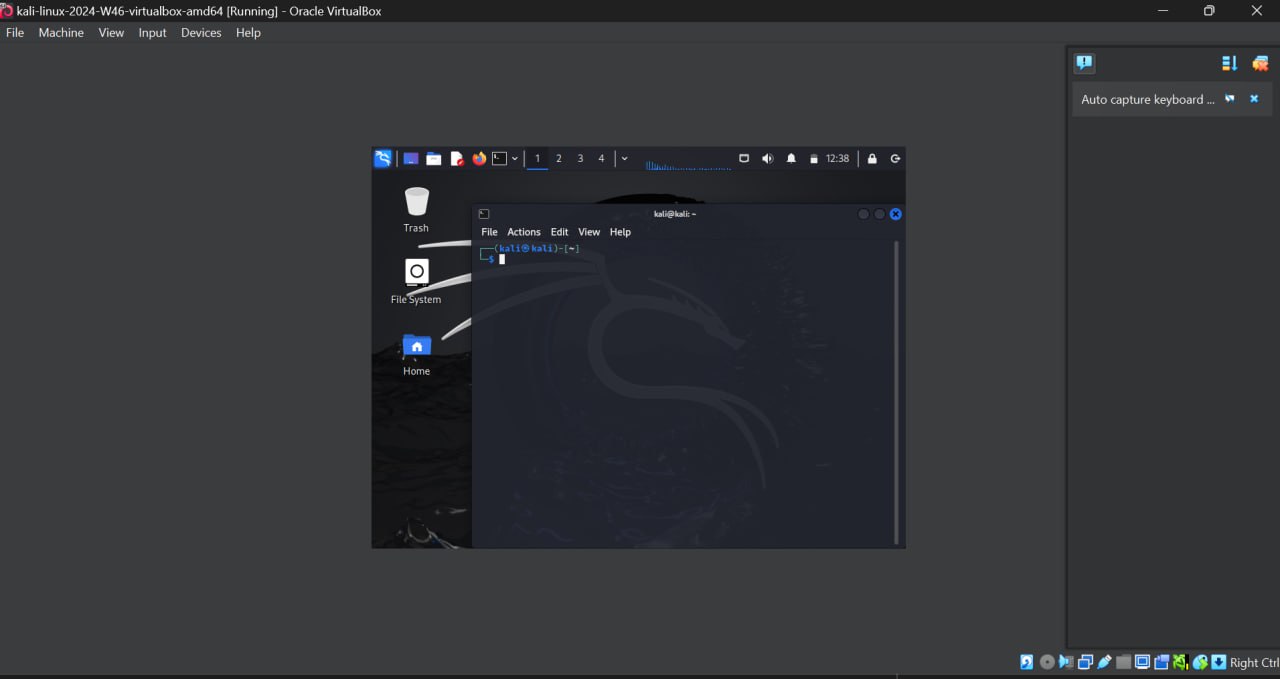 kali-linux-2024-W46-virtualbox-amd64 [Running] - Oracle VirtualBox
File Machine View Input Devices Help
Auto capture keyboard ...
1 2 3 4 12:38
Trash
File System
Home
kali@kali: ~
File Actions Edit View Help
┌──(kali㉿kali)-[~]
└─$
Right Ctrl